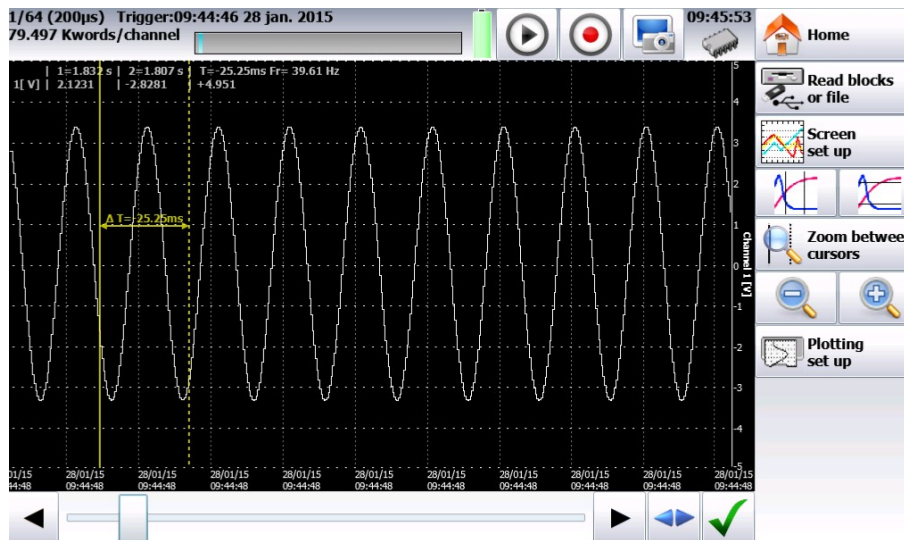 1/64 (200µs) Trigger:09:44:46 28 jan. 2015
79.497 Kwords/channel
09:45:53
Home
| 1=1.832 s | 2=1.807 s | T=-25.25ms Fr= 39.61 Hz
1[ V] | 2.1231 | -2.8281 | +4.951
5
4
3
2
1
0
-1
-2
-3
-4
-5
Δ T=-25.25ms
Channel 1 [V]
01/15 28/01/15 28/01/15 28/01/15 28/01/15 28/01/15 28/01/15 28/01/15 28/01/15 28/01/15 28/01/15
44:48 09:44:48 09:44:48 09:44:48 09:44:48 09:44:48 09:44:48 09:44:48 09:44:48 09:44:48 09:44:48
Read blocks
or file
Screen
set up
Zoom betwee
cursors
Plotting
set up